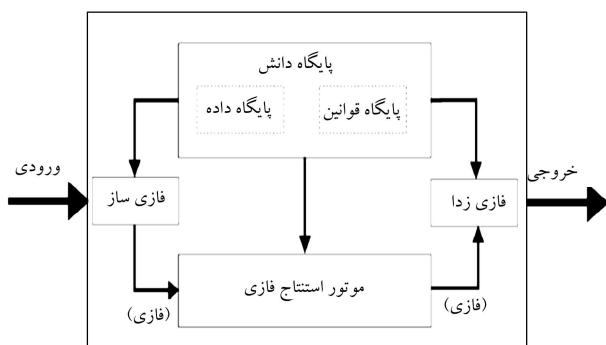 پایگاه دانش
پایگاه قوانین
پایگاه داده
ورودی
خروجی
فازی ساز
فازی زدا
موتور استنتاج فازی
(فازی)
(فازی)